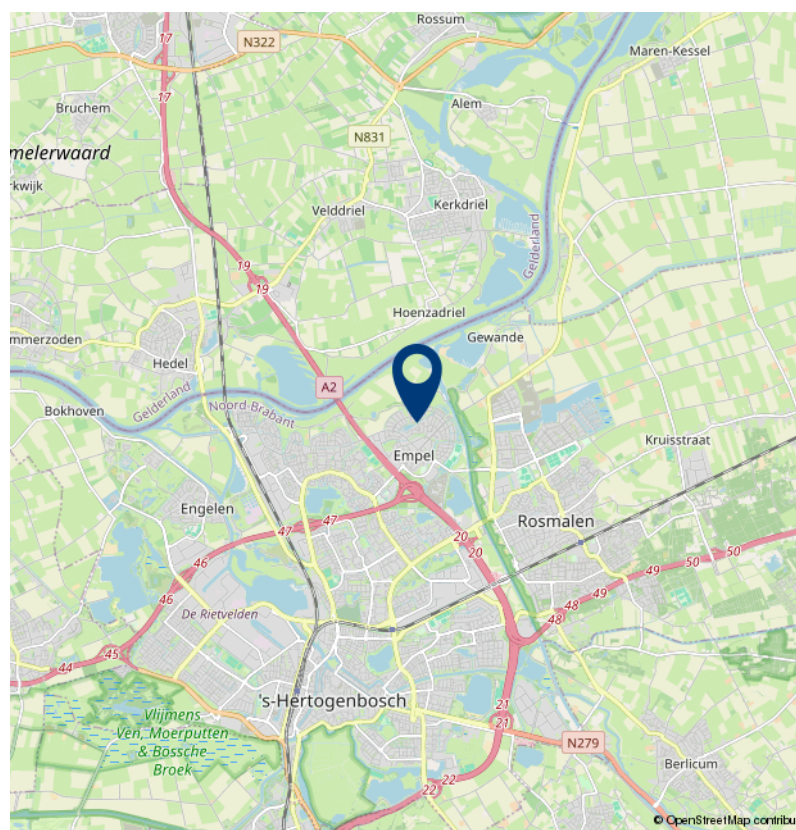 Rossum
N322
Maren-Kessel
17
17
Bruchem
Alem
N831
melerwaard
rkwijk
Velddriel
Kerkdriel
Gelderland
19
19
Hoenzadriel
Gewande
mmerzoden
Hedel
A2
Gelderland
Noord-Brabant
Bokhoven
Kruisstraat
Empel
Engelen
Rosmalen
47
47
20
20
46
50
50
49
49
46
De Rietvelden
48
48
45
44
's-Hertogenbosch
21
21
Vlijmens
Ven, Moerputten
& Bossche
Broek
N279
Berlicum
22
22
© OpenStreetMap contribu